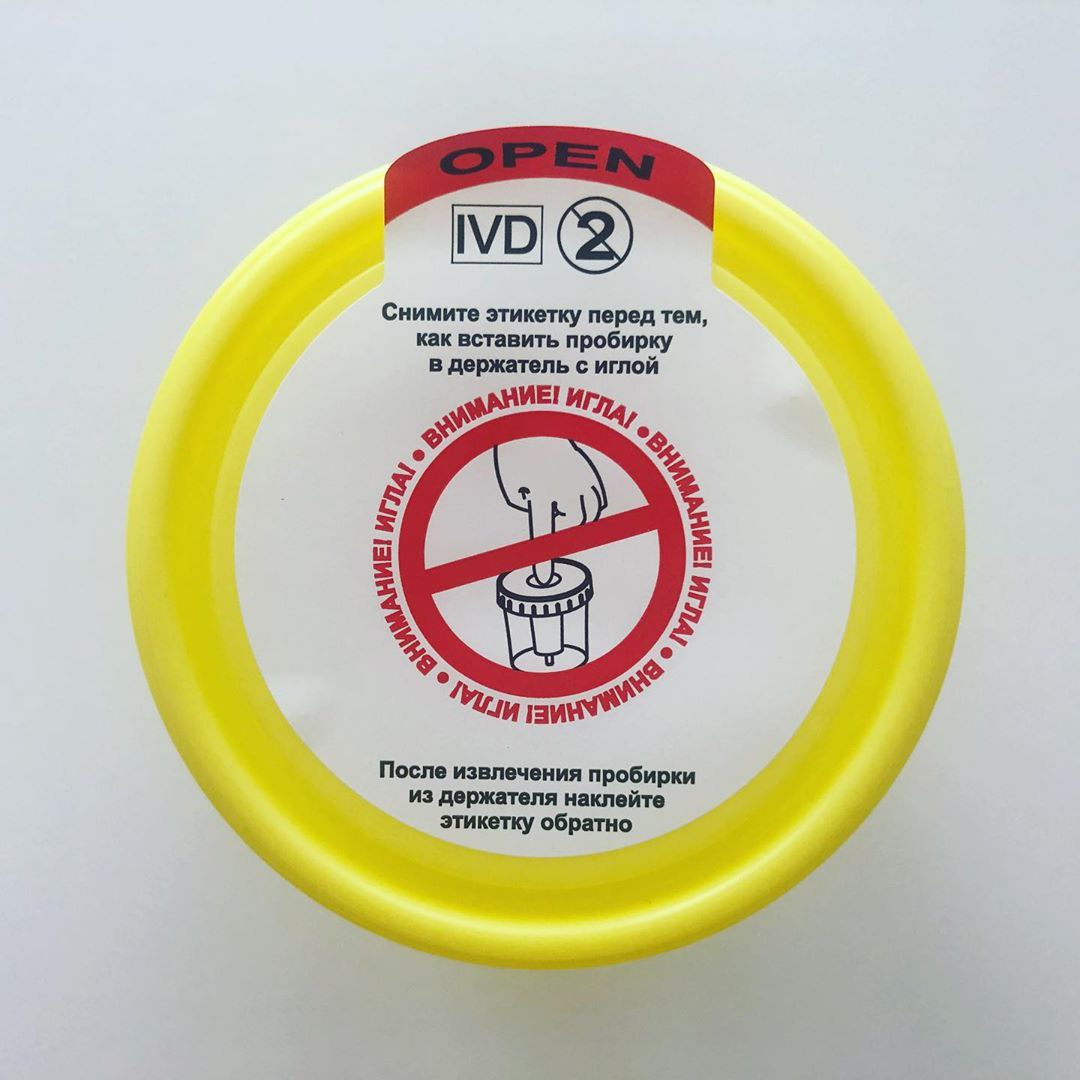 OPEN
IVD 2
Снимите этикетку перед тем,
как вставить пробирку
в держатель с иглой
ВНИМАНИЕ! ИГЛА! • ВНИМАНИЕ! ИГЛА! • ВНИМАНИЕ! ИГЛА! • ВНИМАНИЕ! ИГЛА! •
После извлечения пробирки
из держателя наклейте
этикетку обратно